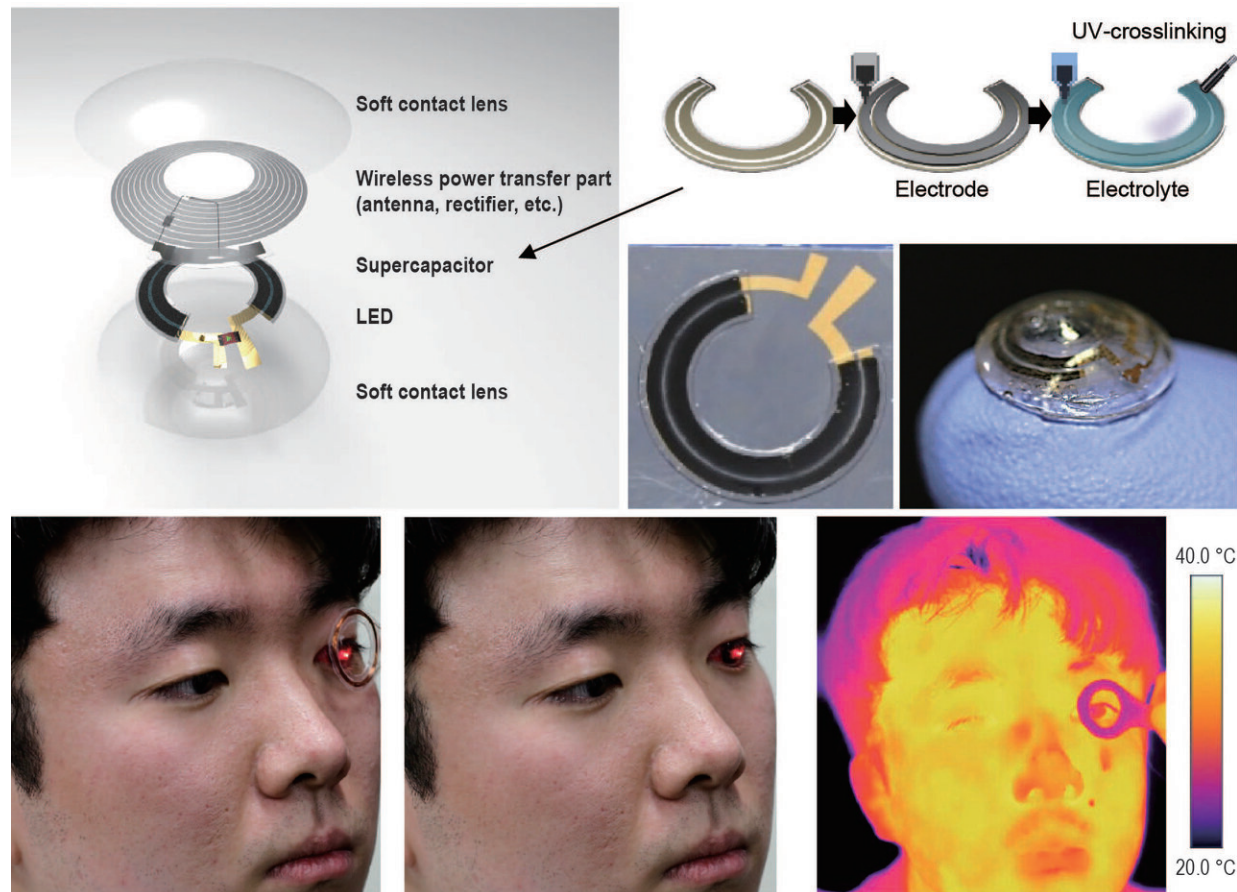 Soft contact lens
Wireless power transfer part
(antenna, rectifier, etc.)
Supercapacitor
LED
Soft contact lens
UV-crosslinking
Electrode
Electrolyte
40.0 °C
20.0 °C